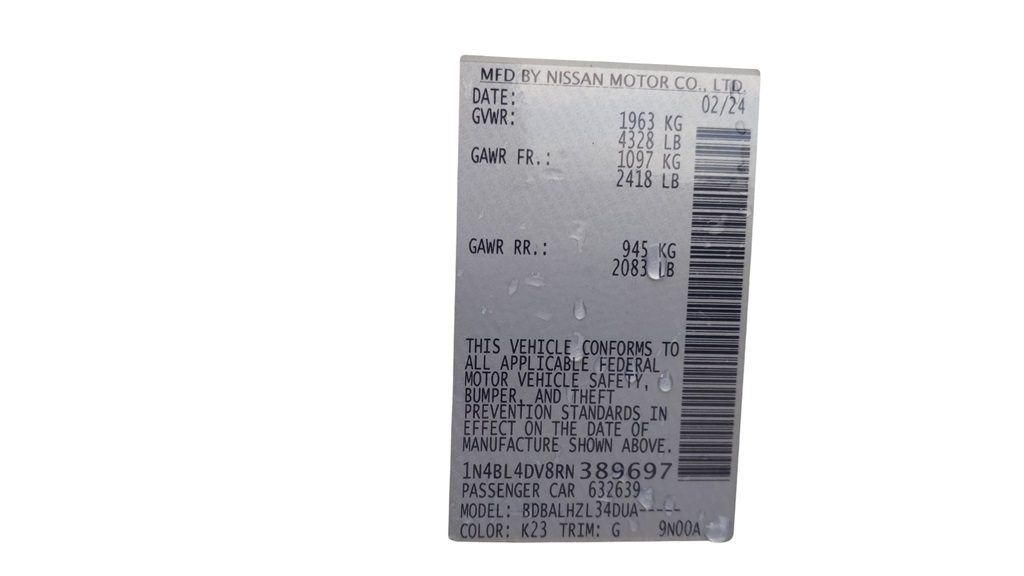 MFD BY NISSAN MOTOR CO., LTD.
DATE: 02/24
GVWR: 1963 KG
4328 LB
GAWR FR.: 1097 KG
2418 LB
GAWR RR.: 945 KG
2083 LB
THIS VEHICLE CONFORMS TO
ALL APPLICABLE FEDERAL
MOTOR VEHICLE SAFETY,
BUMPER, AND THEFT
PREVENTION STANDARDS IN
EFFECT ON THE DATE OF
MANUFACTURE SHOWN ABOVE.
1N4BL4DV8RN389697
PASSENGER CAR 632639
MODEL: BDBALHZL34DUA-----
COLOR: K23 TRIM: G 9N00A